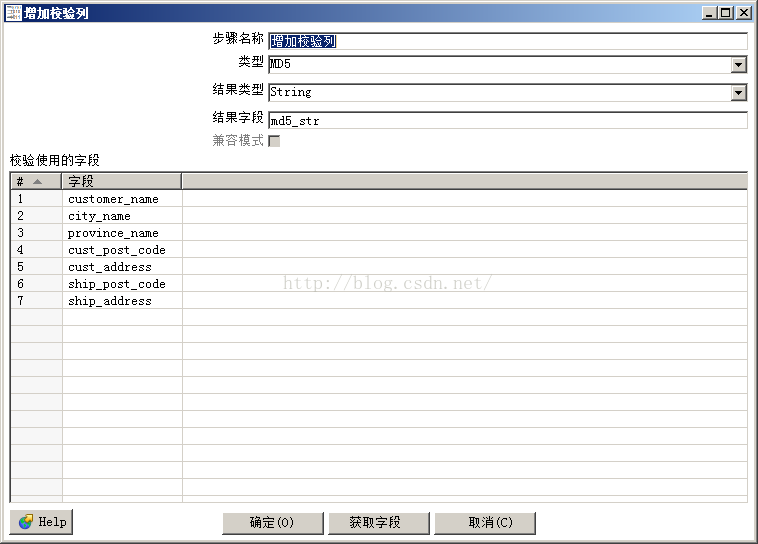 增加校验列
步骤名称 增加校验列
类型 MD5
结果类型 String
结果字段 md5_str
兼容模式
校验使用的字段
# 字段
1 customer_name
2 city_name
3 province_name
4 cust_post_code
5 cust_address
6 ship_post_code
7 ship_address
http://blog.csdn.net/
Help 确定(O) 获取字段 取消(C)